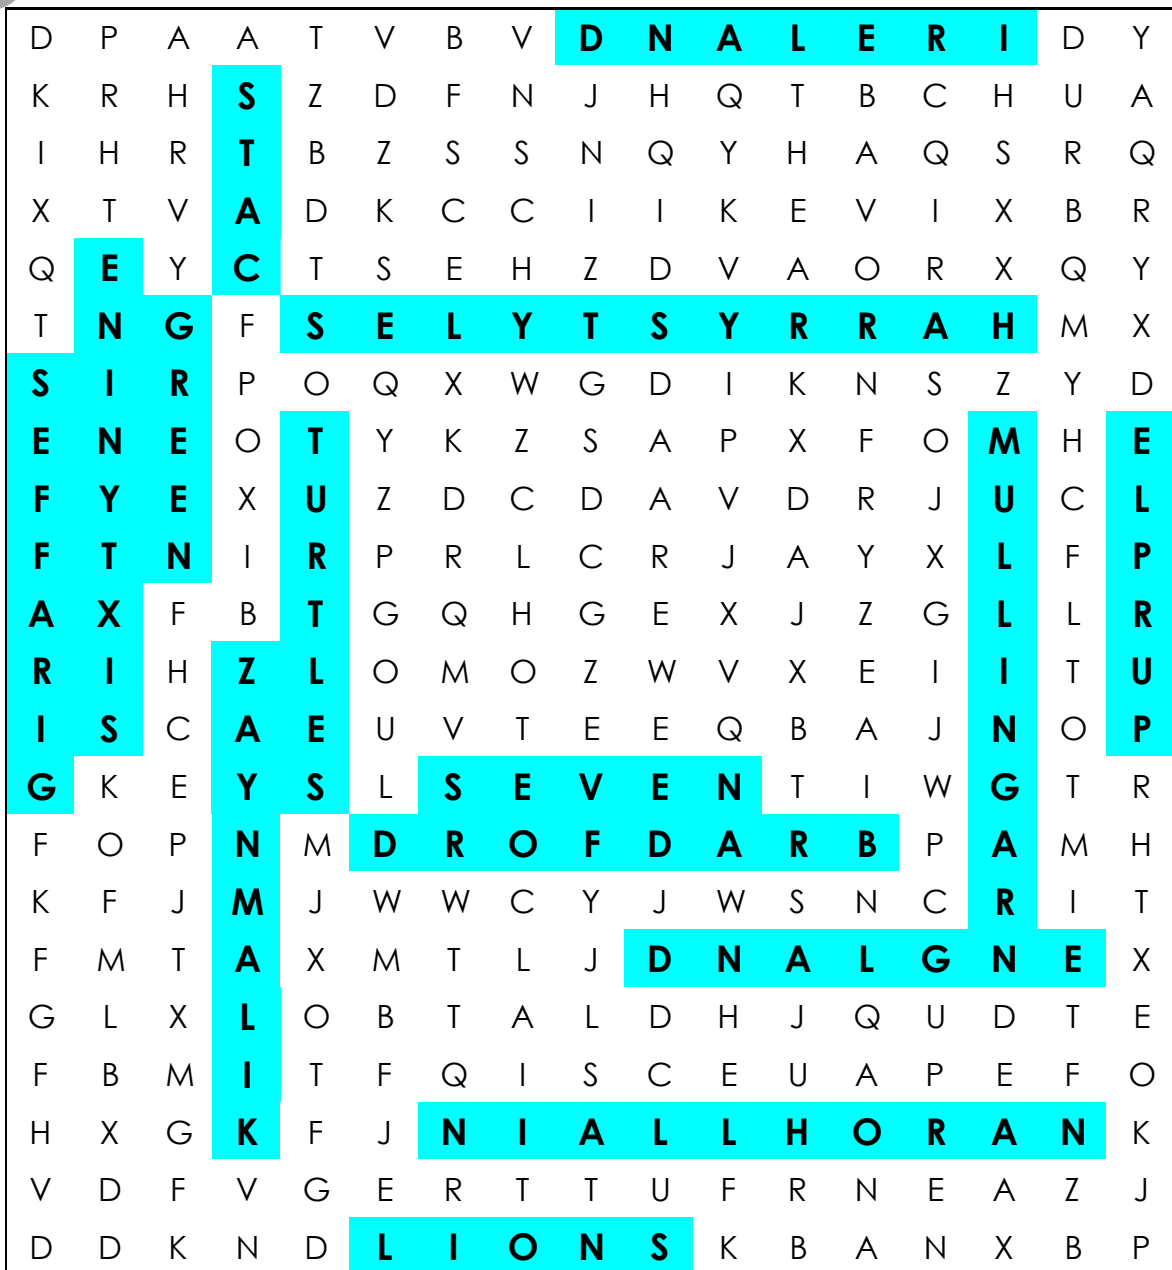 D P A A T V B V D N A L E R I D Y
K R H S Z D F N J H Q T B C H U A
I H R T B Z S S N Q Y H A Q S R Q
X T V A D K C C I I K E V I X B R
Q E Y C T S E H Z D V A O R X Q Y
T N G F S E L Y T S Y R R A H M X
S I R P O Q X W G D I K N S Z Y D
E N E O T Y K Z S A P X F O M H E
F Y E X U Z D C D A V D R J U C L
F T N I R P R L C R J A Y X L F P
A X F B T G Q H G E X J Z G L L R
R I H Z L O M O Z W V X E I I T U
I S C A E U V T E E Q B A J N O P
G K E Y S L S E V E N T I W G T R
F O P N M D R O F D A R B P A M H
K F J M J W W C Y J W S N C R I T
F M T A X M T L J D N A L G N E X
G L X L O B T A L D H J Q U D T E
F B M I T F Q I S C E U A P E F O
H X G K F J N I A L L H O R A N K
V D F V G E R T T U F R N E A Z J
D D K N D L I O N S K B A N X B P